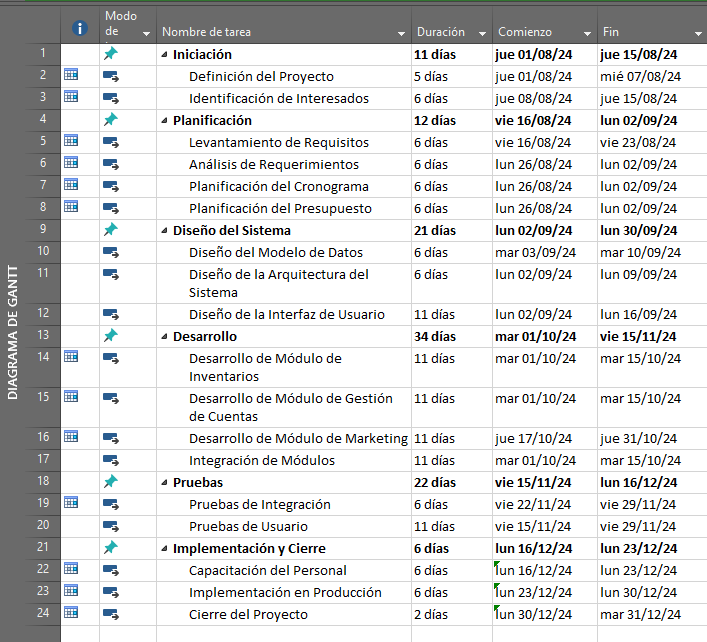 DIAGRAMA DE GANTT
Modo de Nombre de tarea Duración Comienzo Fin
1 Iniciación 11 días jue 01/08/24 jue 15/08/24
2 Definición del Proyecto 5 días jue 01/08/24 mié 07/08/24
3 Identificación de Interesados 6 días jue 08/08/24 jue 15/08/24
4 Planificación 12 días vie 16/08/24 lun 02/09/24
5 Levantamiento de Requisitos 6 días vie 16/08/24 vie 23/08/24
6 Análisis de Requerimientos 6 días lun 26/08/24 lun 02/09/24
7 Planificación del Cronograma 6 días lun 26/08/24 lun 02/09/24
8 Planificación del Presupuesto 6 días lun 26/08/24 lun 02/09/24
9 Diseño del Sistema 21 días lun 02/09/24 lun 30/09/24
10 Diseño del Modelo de Datos 6 días mar 03/09/24 mar 10/09/24
11 Diseño de la Arquitectura del 6 días lun 02/09/24 lun 09/09/24
Sistema
12 Diseño de la Interfaz de Usuario 11 días lun 02/09/24 lun 16/09/24
13 Desarrollo 34 días mar 01/10/24 vie 15/11/24
14 Desarrollo de Módulo de 11 días mar 01/10/24 mar 15/10/24
Inventarios
15 Desarrollo de Módulo de Gestión 11 días mar 01/10/24 mar 15/10/24
de Cuentas
16 Desarrollo de Módulo de Marketing 11 días jue 17/10/24 jue 31/10/24
17 Integración de Módulos 11 días mar 01/10/24 mar 15/10/24
18 Pruebas 22 días vie 15/11/24 lun 16/12/24
19 Pruebas de Integración 6 días vie 22/11/24 vie 29/11/24
20 Pruebas de Usuario 11 días vie 15/11/24 vie 29/11/24
21 Implementación y Cierre 6 días lun 16/12/24 lun 23/12/24
22 Capacitación del Personal 6 días lun 16/12/24 lun 23/12/24
23 Implementación en Producción 6 días lun 23/12/24 lun 30/12/24
24 Cierre del Proyecto 2 días lun 30/12/24 mar 31/12/24